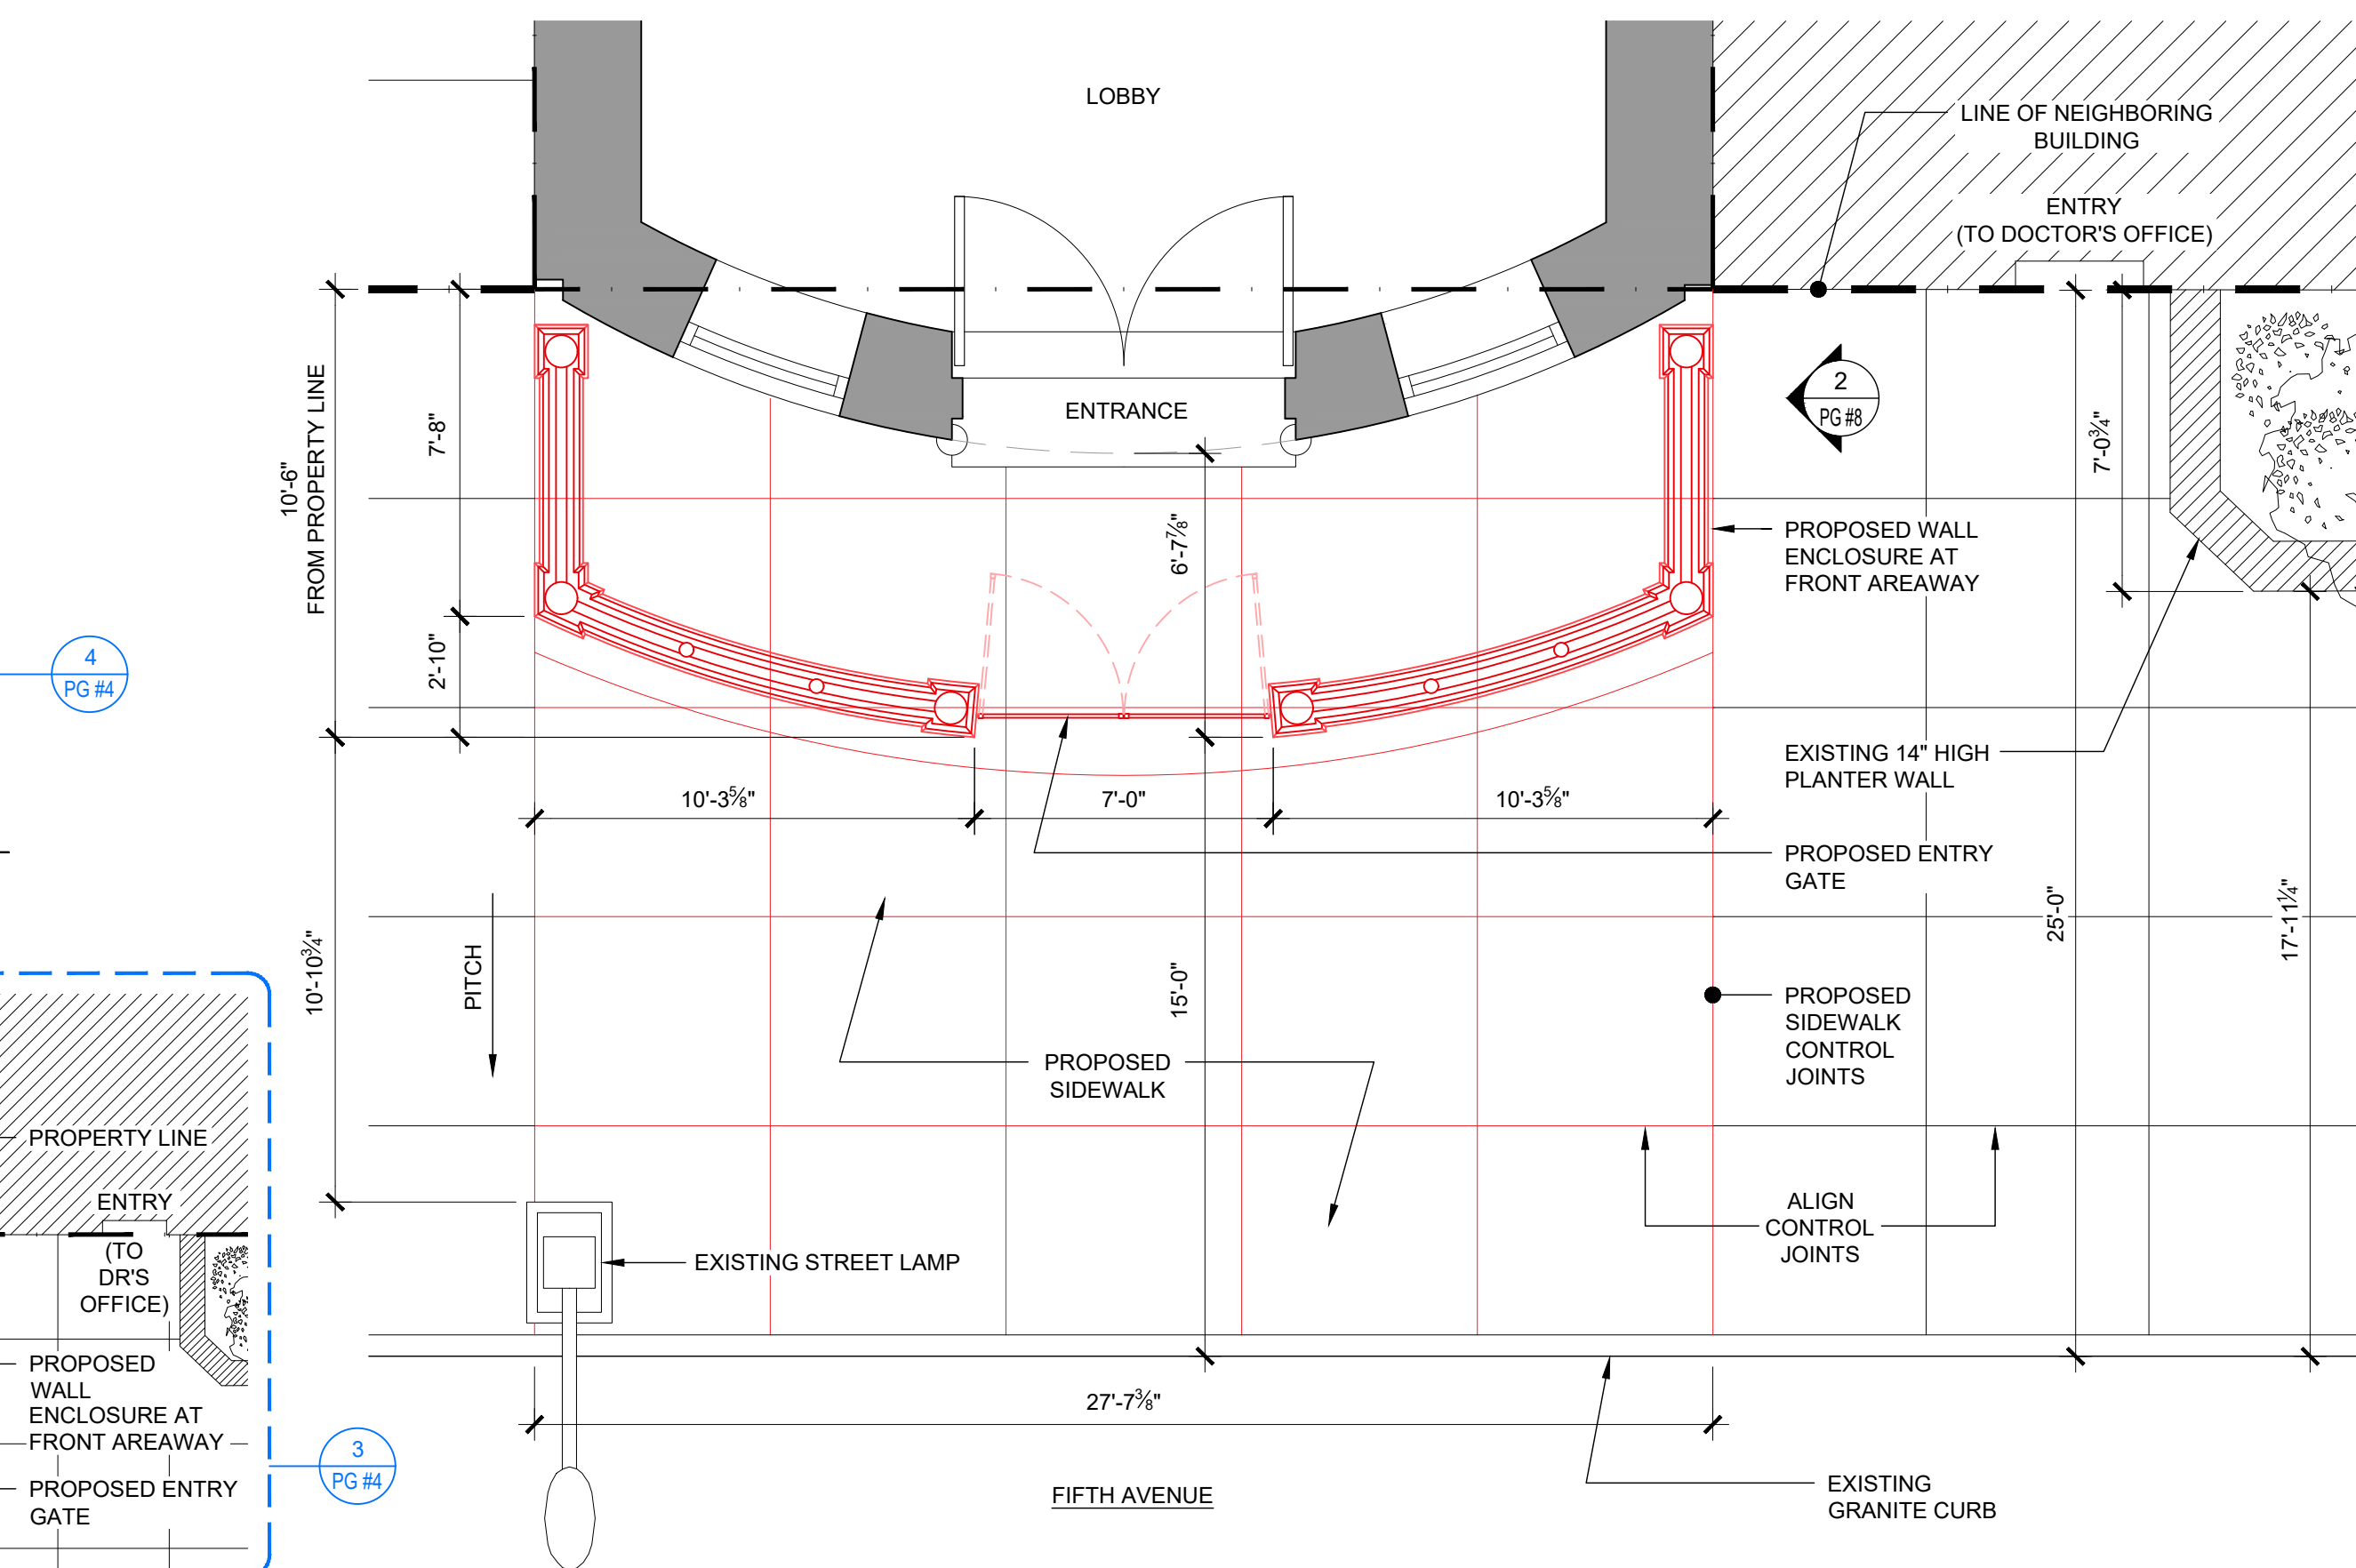 LOBBY
LINE OF NEIGHBORING
BUILDING
ENTRY
(TO DOCTOR'S OFFICE)
ENTRANCE
2
PG #8
10'-6"
FROM PROPERTY LINE
7'-8"
2'-10"
6'-7⅞"
7'-0¾"
PROPOSED WALL
ENCLOSURE AT
FRONT AREAWAY
4
PG #4
EXISTING 14" HIGH
PLANTER WALL
10'-3⅝"
7'-0"
10'-3⅝"
PROPOSED ENTRY
GATE
10'-10¾"
PITCH
15'-0"
25'-0"
17'-11¼"
PROPOSED
SIDEWALK
CONTROL
JOINTS
PROPOSED
SIDEWALK
PROPERTY LINE
ENTRY
(TO
DR'S
OFFICE)
ALIGN
CONTROL
JOINTS
EXISTING STREET LAMP
PROPOSED
WALL
ENCLOSURE AT
FRONT AREAWAY
PROPOSED ENTRY
GATE
3
PG #4
27'-7⅜"
FIFTH AVENUE
EXISTING
GRANITE CURB